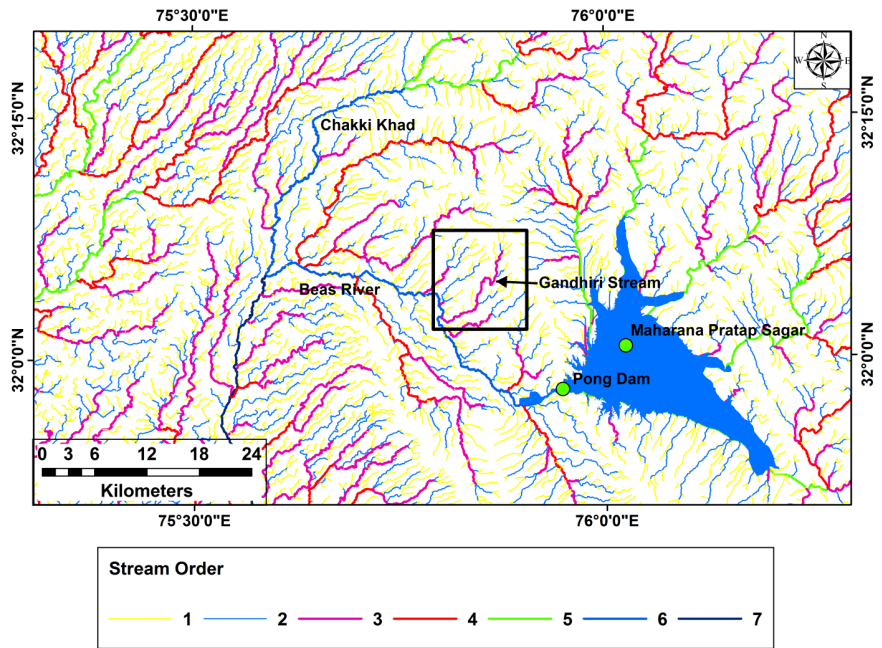 75°30'0"E 76°0'0"E
N
W E
S
32°15'0"N 32°15'0"N
Chakki Khad
Gandhiri Stream
Beas River
Maharana Pratap Sagar
32°0'0"N 32°0'0"N
Pong Dam
0 3 6 12 18 24
Kilometers
75°30'0"E 76°0'0"E
Stream Order
1 2 3 4 5 6 7